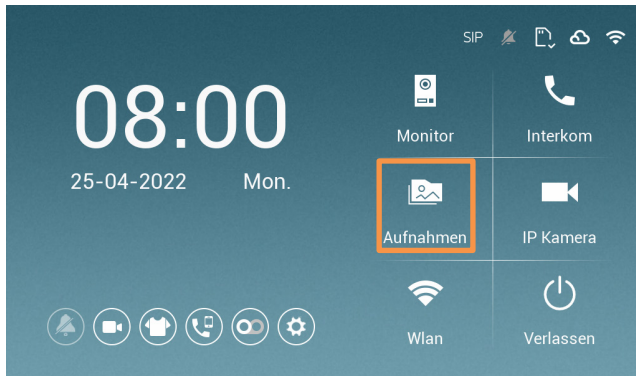 SIP
08:00
25-04-2022 Mon.
Monitor Interkom
Aufnahmen IP Kamera
Wlan Verlassen